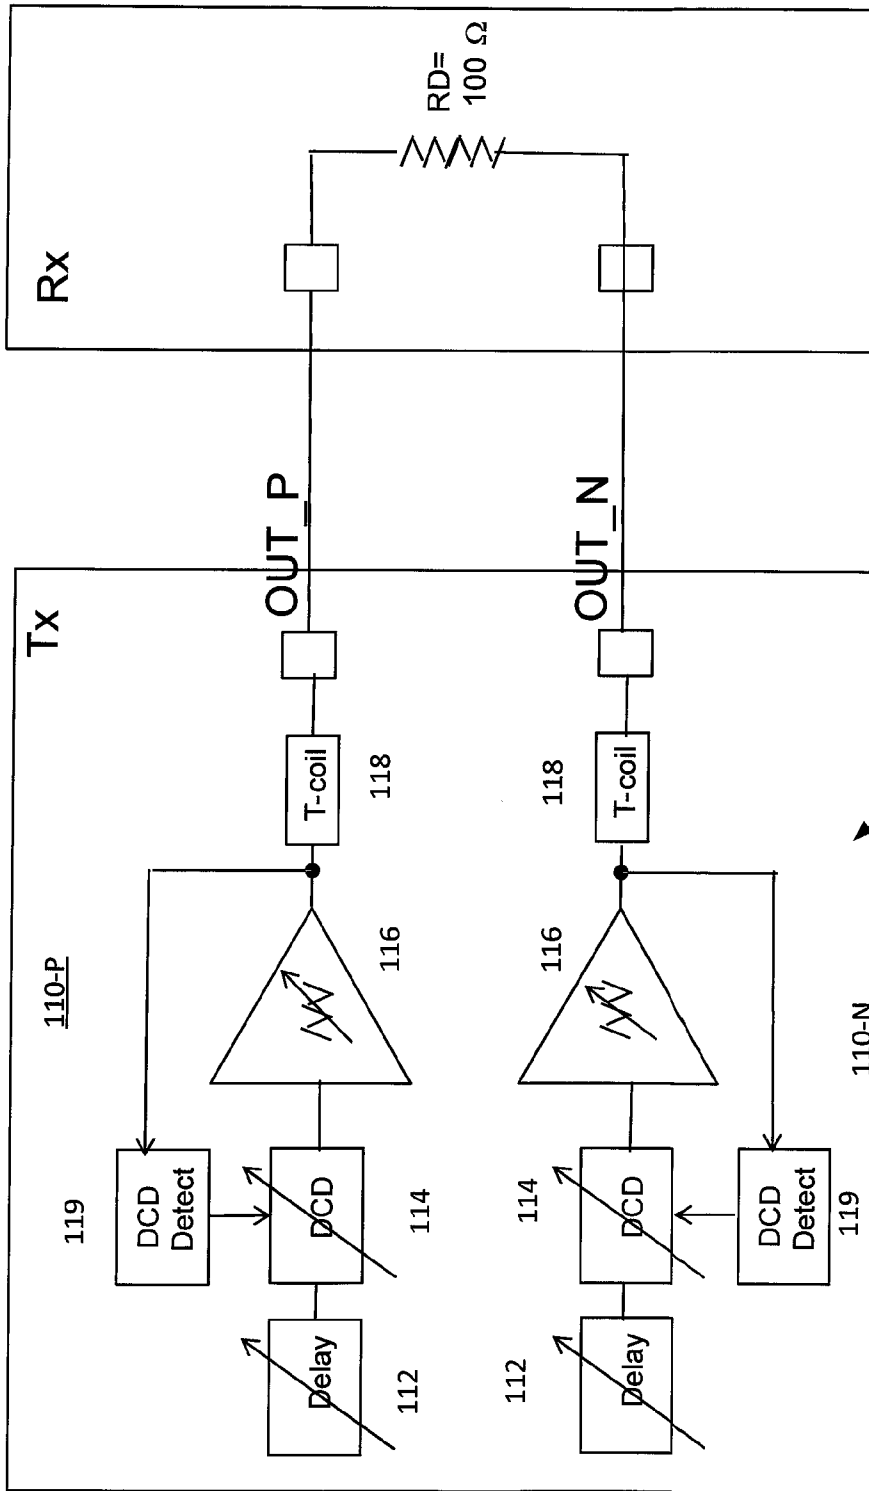 Tx
Rx
110-P
119
DCD
Detect
Delay
112
DCD
114
116
T-coil
118
OUT_P
RD=
100 Ω
Delay
112
DCD
114
116
T-coil
118
OUT_N
DCD
Detect
119
110-N